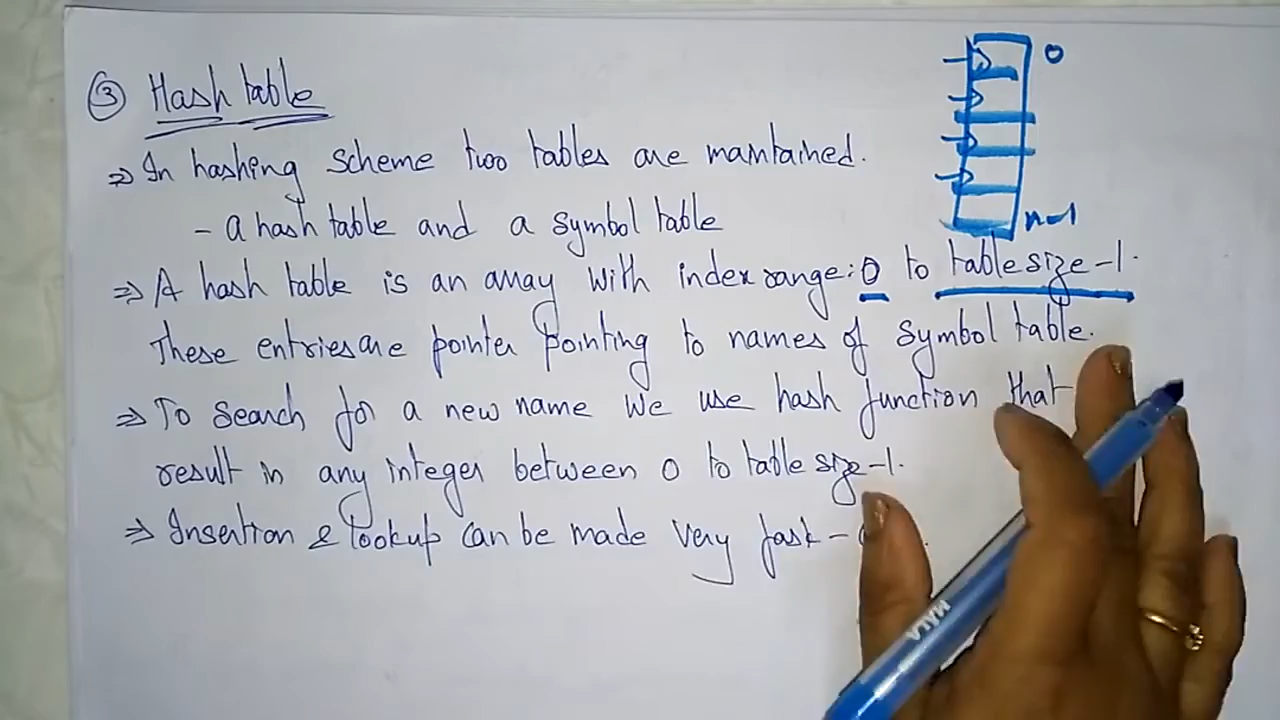 ③ Hash table
0
⇒ In hashing scheme two tables are maintained.
- a hash table and a symbol table
n-1
⇒ A hash table is an array with index range: 0 to table size-1.
These entries are pointer pointing to names of symbol table.
⇒ To search for a new name we use hash function that
result in any integer between 0 to table size-1.
⇒ Insertion & lookup can be made very fast -
MALA